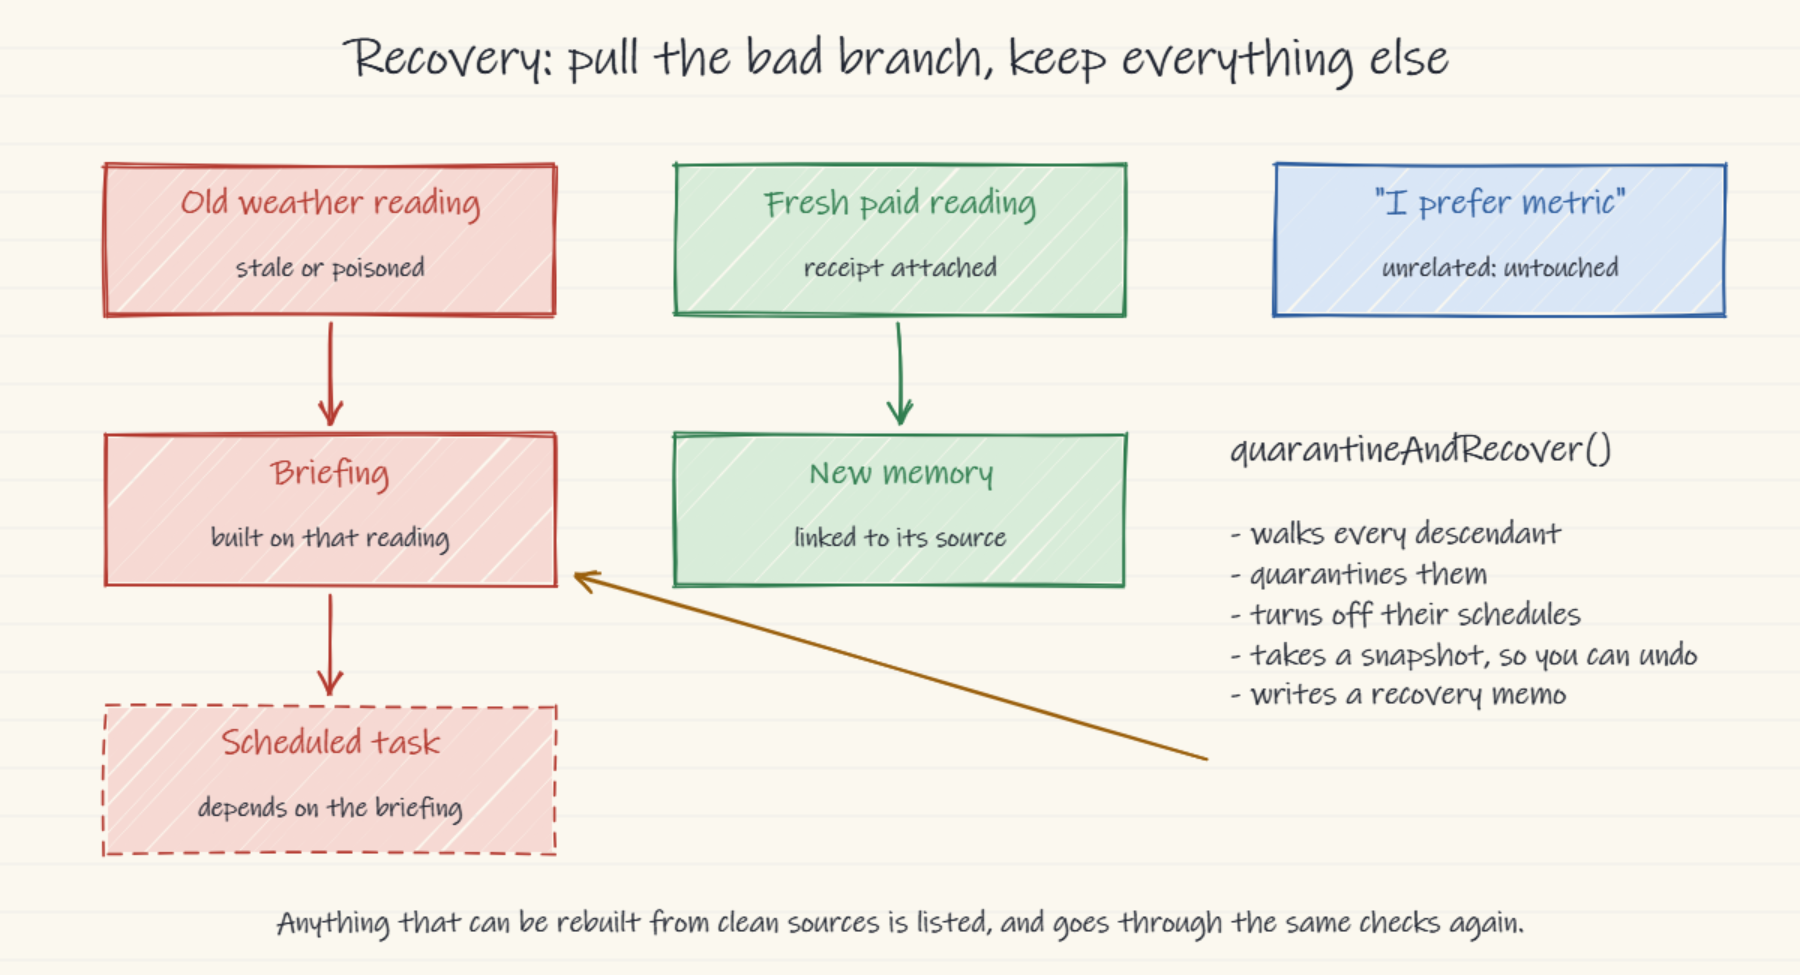 Recovery: pull the bad branch, keep everything else
Old weather reading
stale or poisoned
Fresh paid reading
receipt attached
"I prefer metric"
unrelated: untouched
Briefing
built on that reading
New memory
linked to its source
quarantineAndRecover()
- walks every descendant
- quarantines them
- turns off their schedules
- takes a snapshot, so you can undo
- writes a recovery memo
Scheduled task
depends on the briefing
Anything that can be rebuilt from clean sources is listed, and goes through the same checks again.